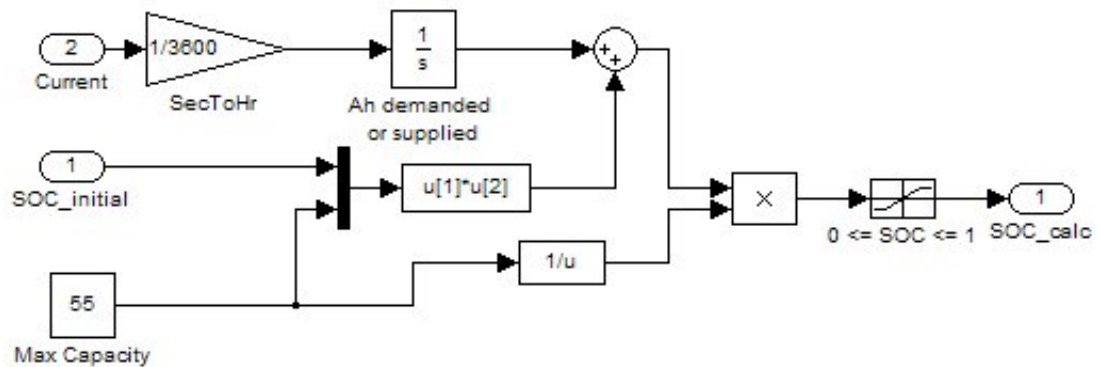 2
Current
1/3600
SecToHr
1
s
Ah demanded
or supplied
+
+
1
SOC_initial
u[1]*u[2]
×
0 <= SOC <= 1
1
SOC_calc
1/u
55
Max Capacity